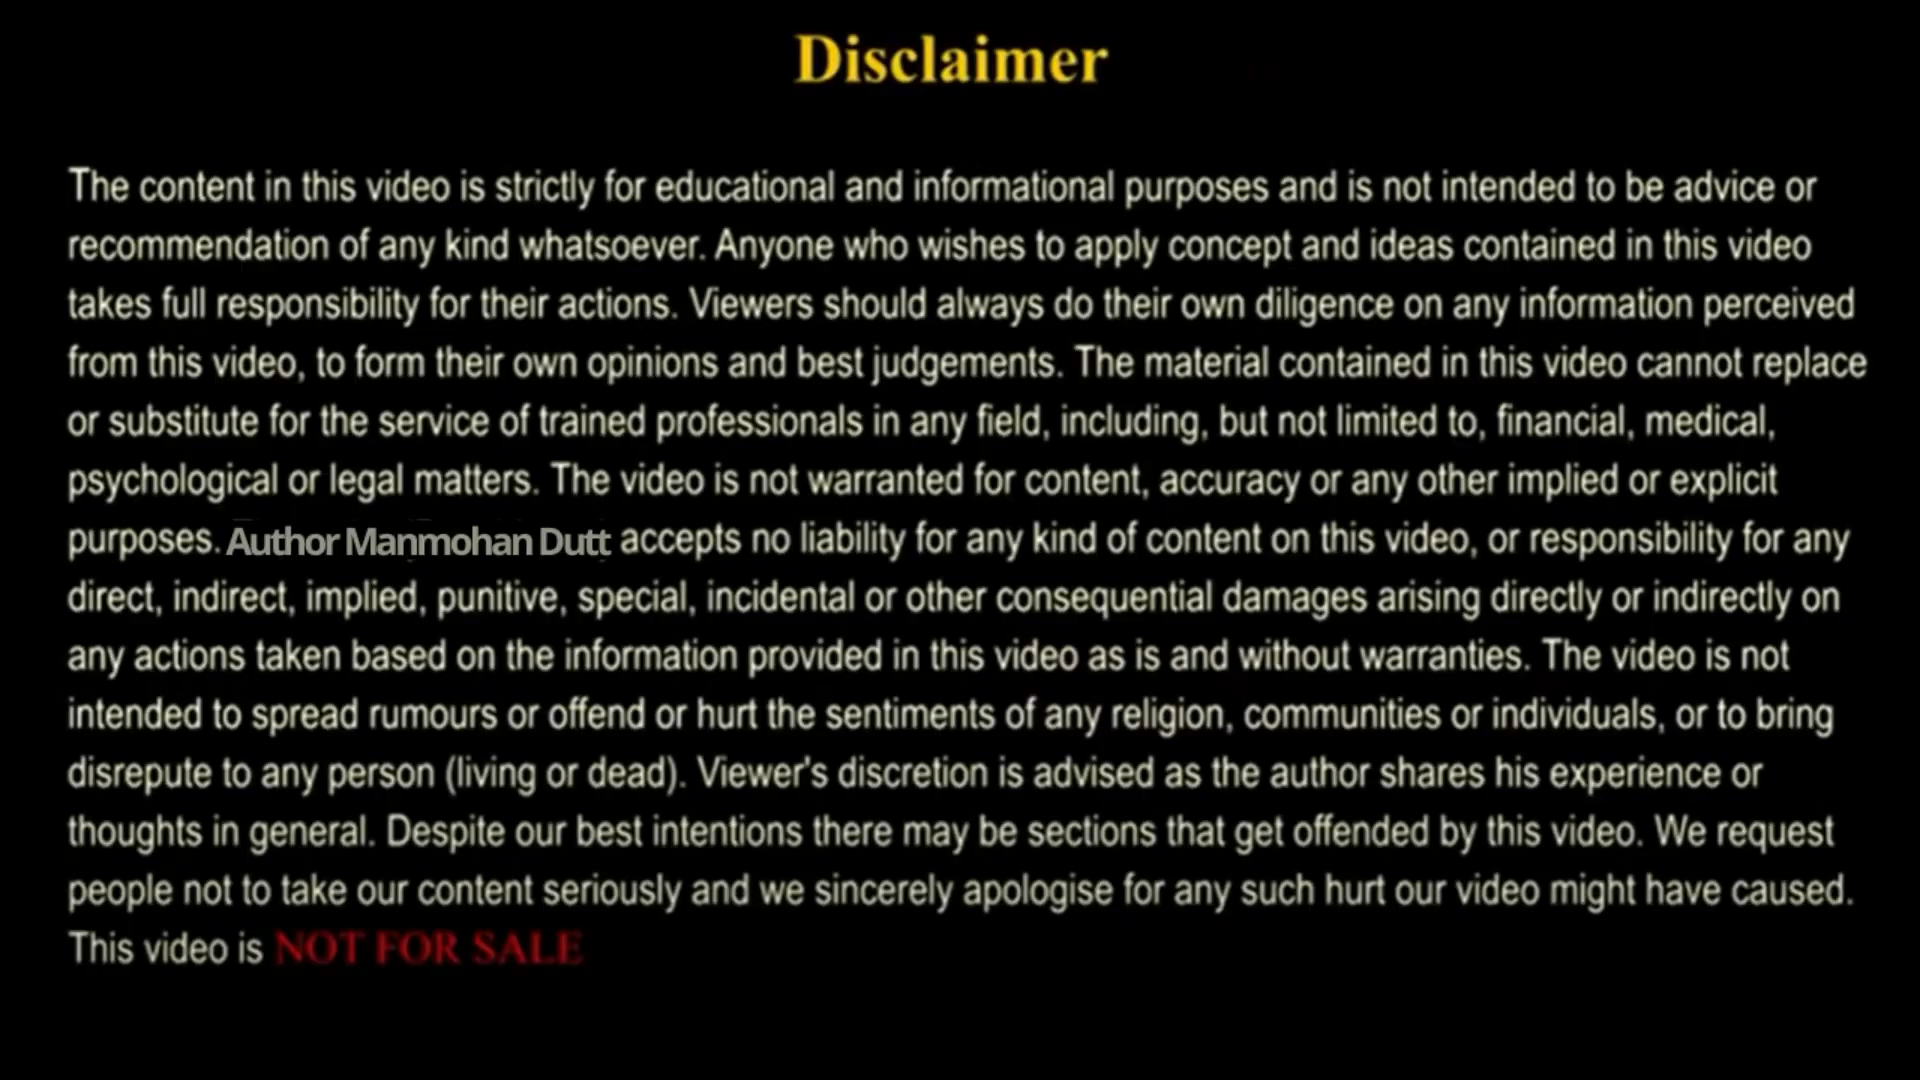 Disclaimer
The content in this video is strictly for educational and informational purposes and is not intended to be advice or
recommendation of any kind whatsoever. Anyone who wishes to apply concept and ideas contained in this video
takes full responsibility for their actions. Viewers should always do their own diligence on any information perceived
from this video, to form their own opinions and best judgements. The material contained in this video cannot replace
or substitute for the service of trained professionals in any field, including, but not limited to, financial, medical,
psychological or legal matters. The video is not warranted for content, accuracy or any other implied or explicit
purposes. Author Manmohan Dutt accepts no liability for any kind of content on this video, or responsibility for any
direct, indirect, implied, punitive, special, incidental or other consequential damages arising directly or indirectly on
any actions taken based on the information provided in this video as is and without warranties. The video is not
intended to spread rumours or offend or hurt the sentiments of any religion, communities or individuals, or to bring
disrepute to any person (living or dead). Viewer's discretion is advised as the author shares his experience or
thoughts in general. Despite our best intentions there may be sections that get offended by this video. We request
people not to take our content seriously and we sincerely apologise for any such hurt our video might have caused.
This video is NOT FOR SALE